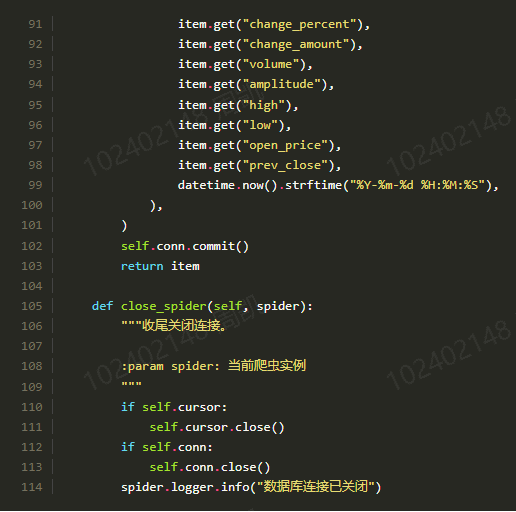 91 item.get("change_percent"),
92 item.get("change_amount"),
93 item.get("volume"),
94 item.get("amplitude"),
95 item.get("high"),
96 item.get("low"),
97 item.get("open_price"),
98 item.get("prev_close"),
99 datetime.now().strftime("%Y-%m-%d %H:%M:%S"),
100 ),
101 )
102 self.conn.commit()
103 return item
104
105 def close_spider(self, spider):
106 """收尾关闭连接。
107
108 :param spider: 当前爬虫实例
109 """
110 if self.cursor:
111 self.cursor.close()
112 if self.conn:
113 self.conn.close()
114 spider.logger.info("数据库连接已关闭")
102402148
102402148
102402148
102402148